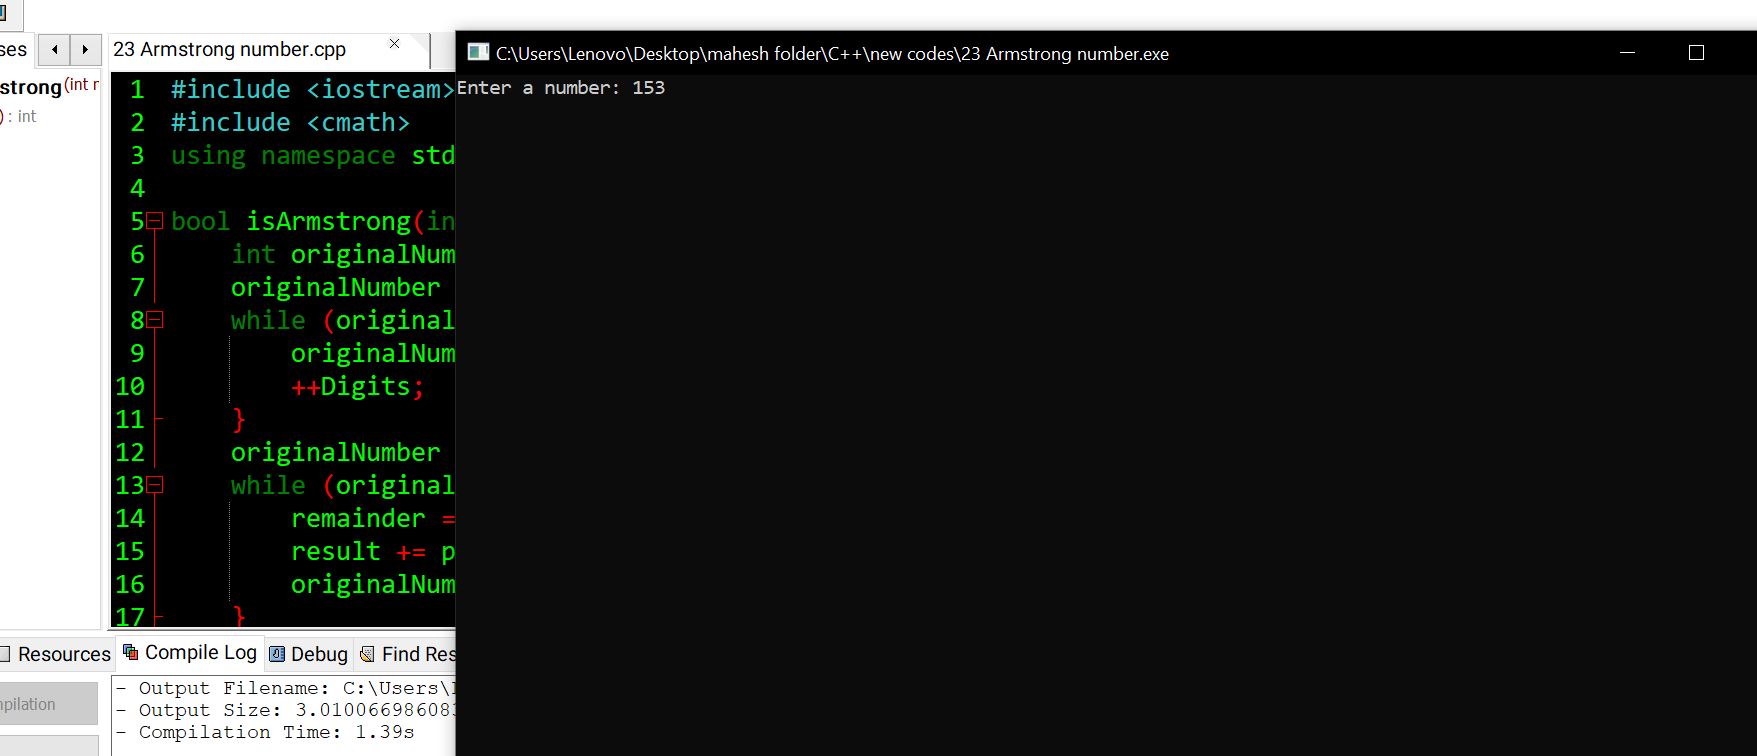 23 Armstrong number.cpp
C:\Users\Lenovo\Desktop\mahesh folder\C++\new codes\23 Armstrong number.exe
Enter a number: 153
strong(int
) : int
1 #include <iostream>
2 #include <cmath>
3 using namespace std
4
5 bool isArmstrong(in
6 int originalNum
7 originalNumber
8 while (original
9 originalNum
10 ++Digits;
11 }
12 originalNumber
13 while (original
14 remainder =
15 result += p
16 originalNum
17 }
Resources Compile Log Debug Find Res
- Output Filename: C:\Users\
- Output Size: 3.01006698608
- Compilation Time: 1.39s